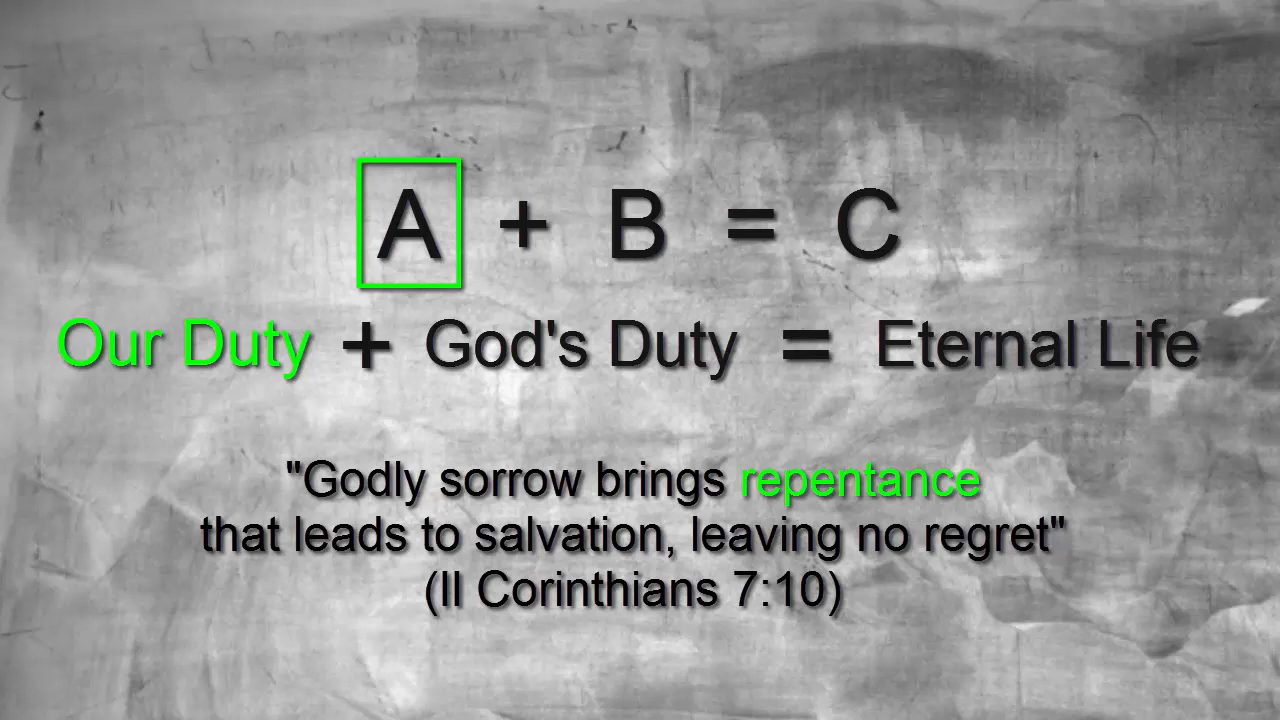 A + B = C
Our Duty + God's Duty = Eternal Life
"Godly sorrow brings repentance
that leads to salvation, leaving no regret"
(II Corinthians 7:10)